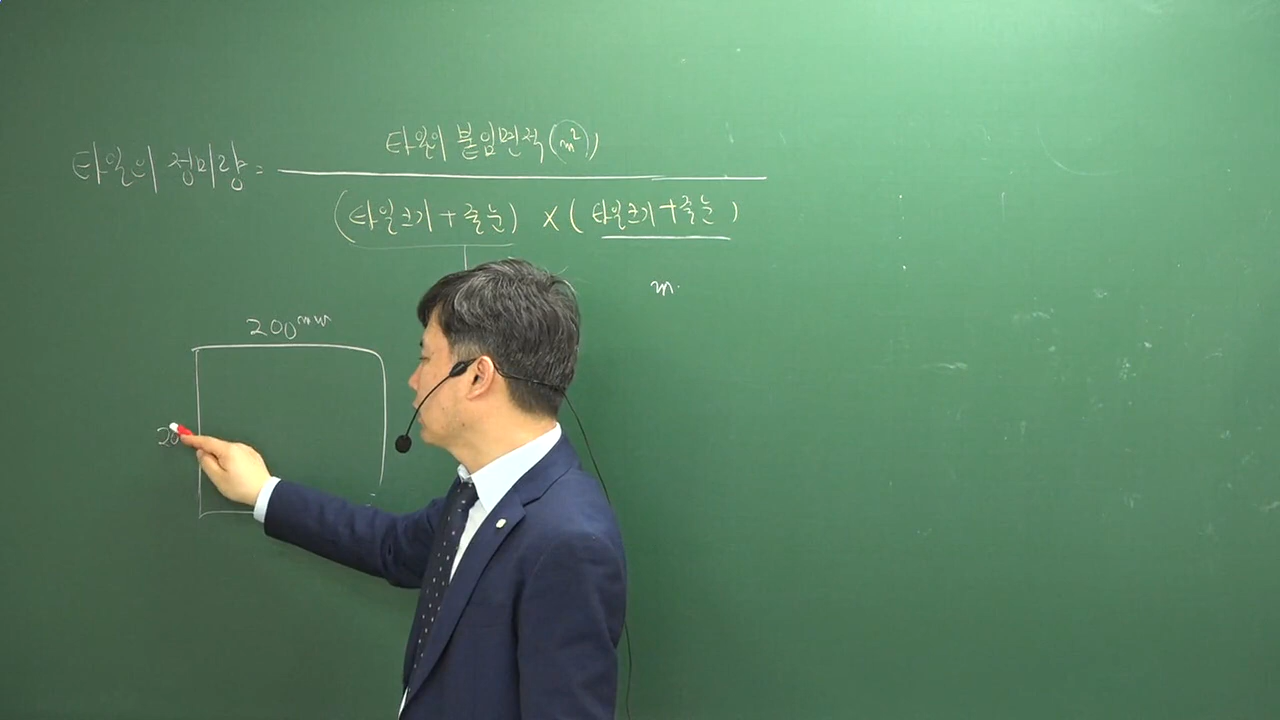 타일의 붙임면적(m²)
타일의 정미량 =
(타일크기 + 줄눈) × (타일크기 + 줄눈)
m
200mm
20